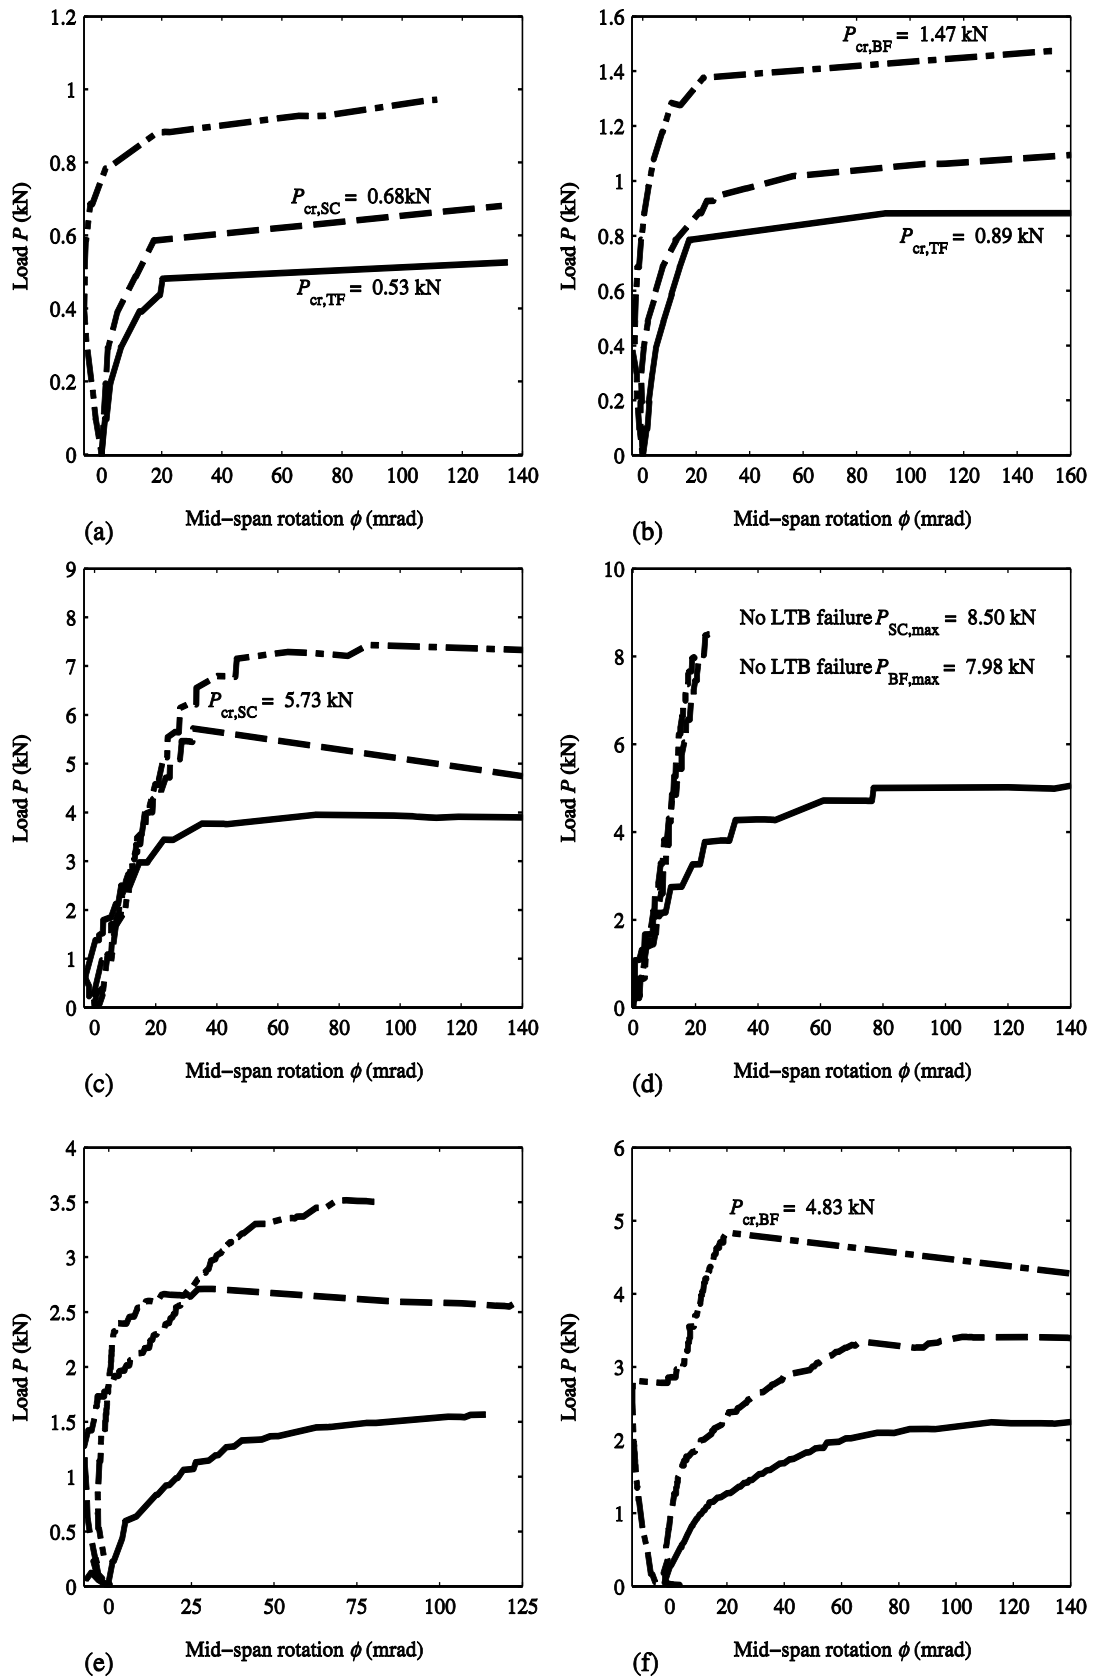 1.2
1
0.8
0.6
0.4
0.2
0
Load P (kN)
P_cr,SC = 0.68kN
P_cr,TF = 0.53 kN
0 20 40 60 80 100 120 140
Mid−span rotation ϕ (mrad)
(a)
1.6
1.4
1.2
1
0.8
0.6
0.4
0.2
0
Load P (kN)
P_cr,BF = 1.47 kN
P_cr,TF = 0.89 kN
0 20 40 60 80 100 120 140 160
Mid−span rotation ϕ (mrad)
(b)
9
8
7
6
5
4
3
2
1
0
Load P (kN)
P_cr,SC = 5.73 kN
0 20 40 60 80 100 120 140
Mid−span rotation ϕ (mrad)
(c)
10
8
6
4
2
0
Load P (kN)
No LTB failure P_SC,max = 8.50 kN
No LTB failure P_BF,max = 7.98 kN
0 20 40 60 80 100 120 140
Mid−span rotation ϕ (mrad)
(d)
4
3.5
3
2.5
2
1.5
1
0.5
0
Load P (kN)
0 25 50 75 100 125
Mid−span rotation ϕ (mrad)
(e)
6
5
4
3
2
1
0
Load P (kN)
P_cr,BF = 4.83 kN
0 20 40 60 80 100 120 140
Mid−span rotation ϕ (mrad)
(f)